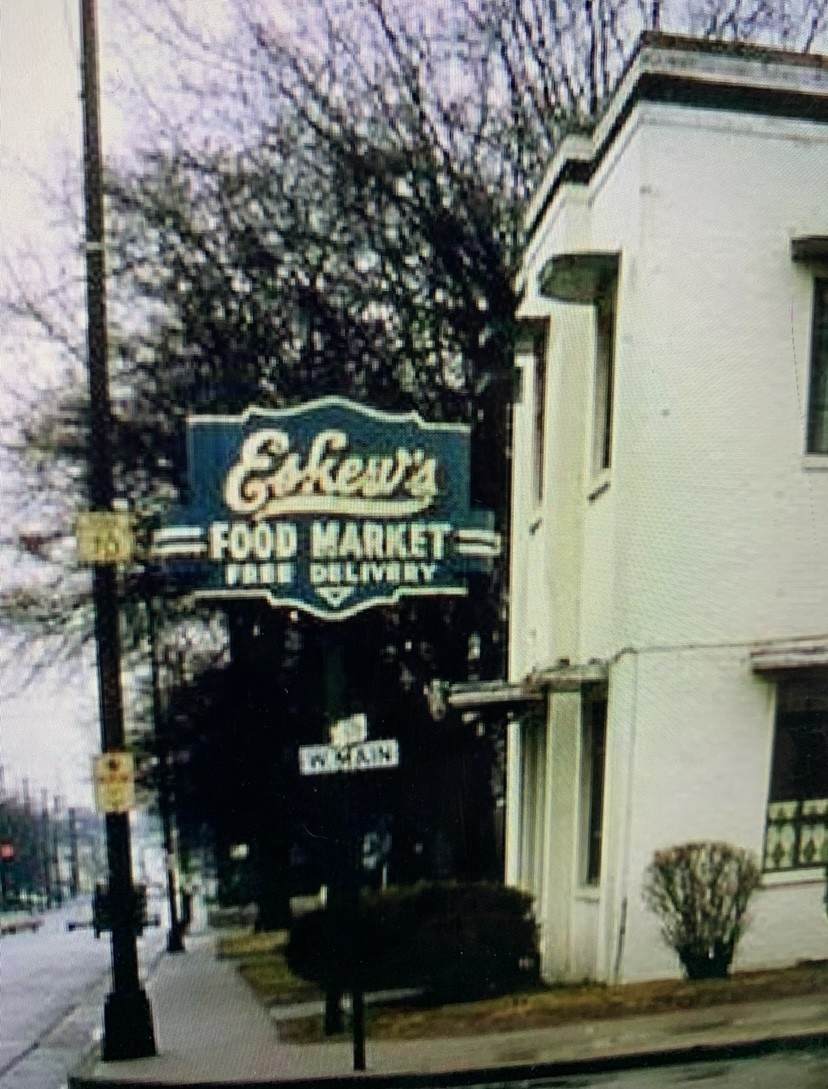 Eskew's
FOOD MARKET
FREE DELIVERY
W. MAIN